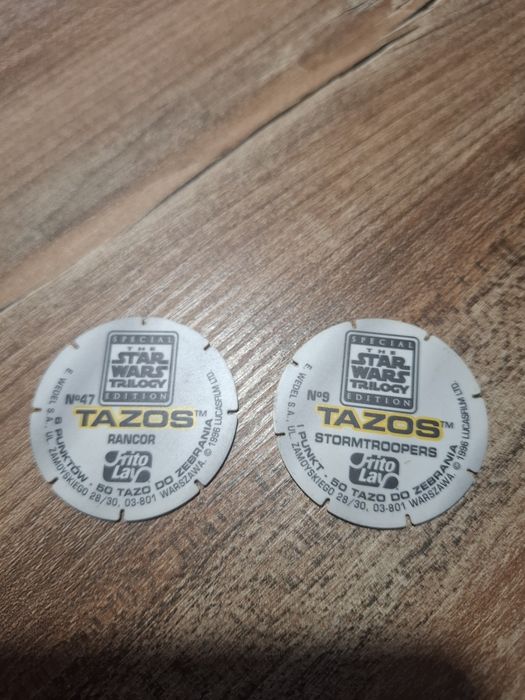 SPECIAL
THE
STAR
WARS
TRILOGY
EDITION
Nº47
TAZOS™
RANCOR
Frito
Lay
E. WEDEL S.A., UL. ZAMOYSKIEGO 28/30, 03-801 WARSZAWA. © 1996 LUCASFILM LTD.
6 PUNKTÓW - 50 TAZO DO ZEBRANIA
SPECIAL
THE
STAR
WARS
TRILOGY
EDITION
Nº9
TAZOS™
STORMTROOPERS
Frito
Lay
E. WEDEL S.A., UL. ZAMOYSKIEGO 28/30, 03-801 WARSZAWA. © 1996 LUCASFILM LTD.
1 PUNKT - 50 TAZO DO ZEBRANIA